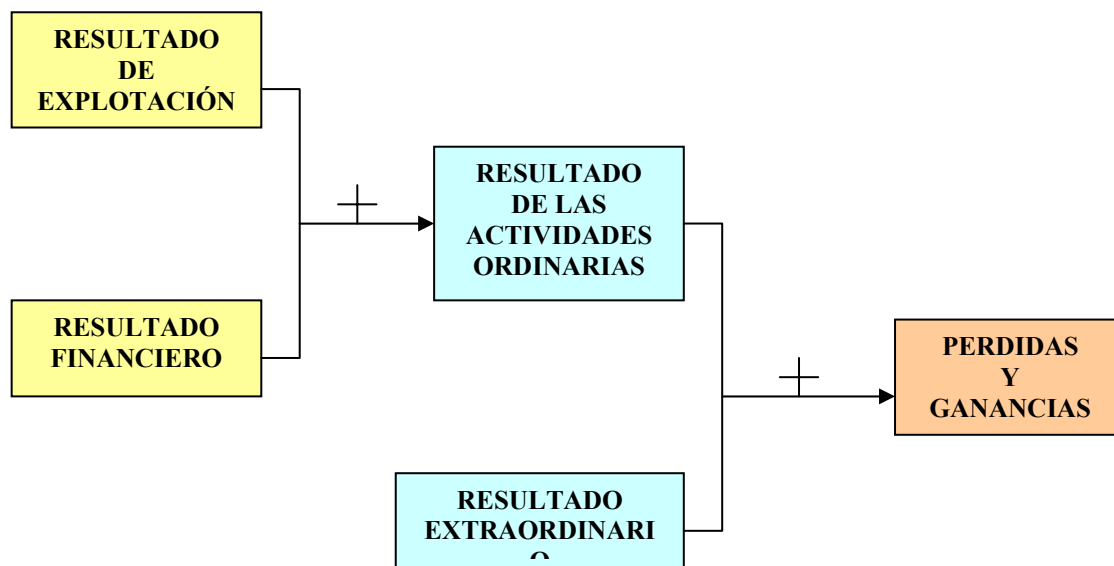 RESULTADO
DE
EXPLOTACIÓN
RESULTADO
DE LAS
ACTIVIDADES
ORDINARIAS
RESULTADO
FINANCIERO
PERDIDAS
Y
GANANCIAS
RESULTADO
EXTRAORDINARI
O